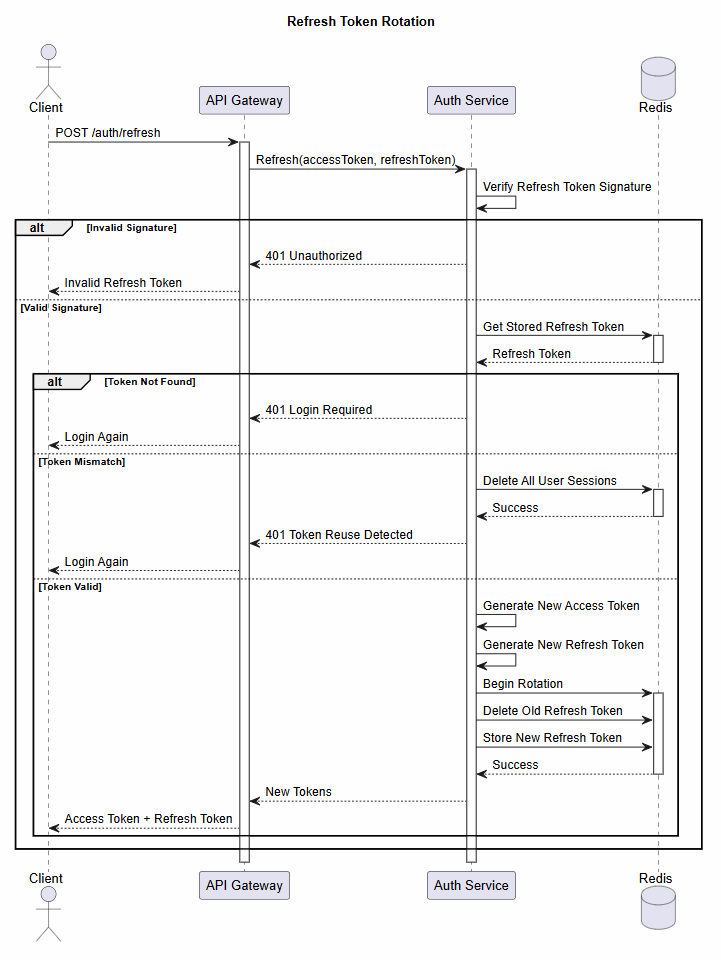 Refresh Token Rotation
Client
API Gateway
Auth Service
Redis
POST /auth/refresh
Refresh(accessToken, refreshToken)
Verify Refresh Token Signature
alt [Invalid Signature]
401 Unauthorized
Invalid Refresh Token
[Valid Signature]
Get Stored Refresh Token
Refresh Token
alt [Token Not Found]
401 Login Required
Login Again
[Token Mismatch]
Delete All User Sessions
Success
401 Token Reuse Detected
Login Again
[Token Valid]
Generate New Access Token
Generate New Refresh Token
Begin Rotation
Delete Old Refresh Token
Store New Refresh Token
Success
New Tokens
Access Token + Refresh Token
Client
API Gateway
Auth Service
Redis